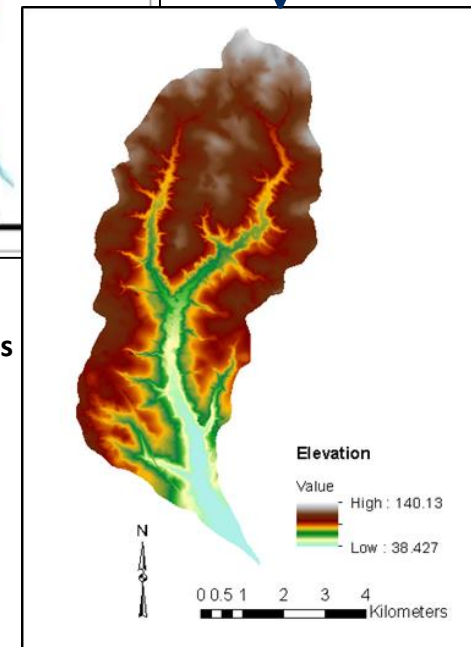 s
Elevation
Value
High : 140.13
Low : 38.427
N
0 0.5 1 2 3 4
Kilometers